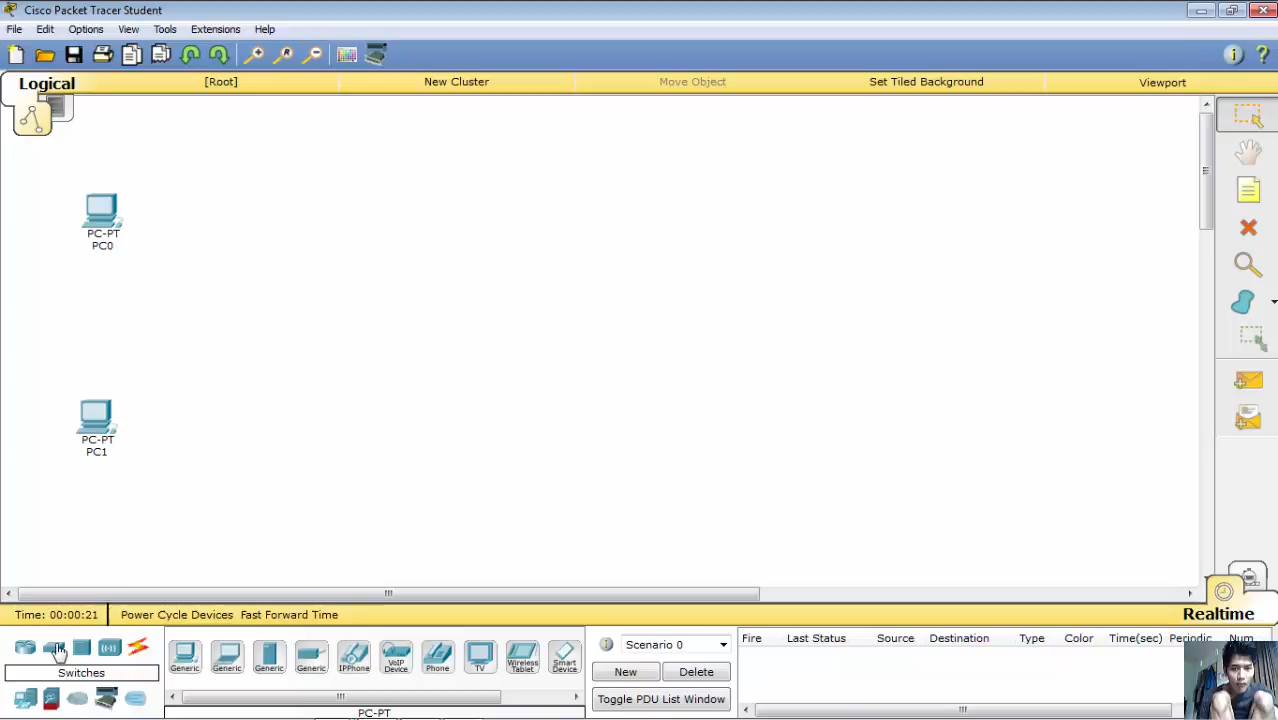 Cisco Packet Tracer Student
File Edit Options View Tools Extensions Help
Logical [Root] New Cluster Move Object Set Tiled Background Viewport
PC-PT
PC0
PC-PT
PC1
Time: 00:00:21 Power Cycle Devices Fast Forward Time Realtime
Scenario 0
Fire Last Status Source Destination Type Color Time(sec) Periodic Num
Generic Generic Generic Generic IPPhone VoIP Device Phone TV Wireless Tablet Smart Device
Switches
New Delete
Toggle PDU List Window
PC-PT